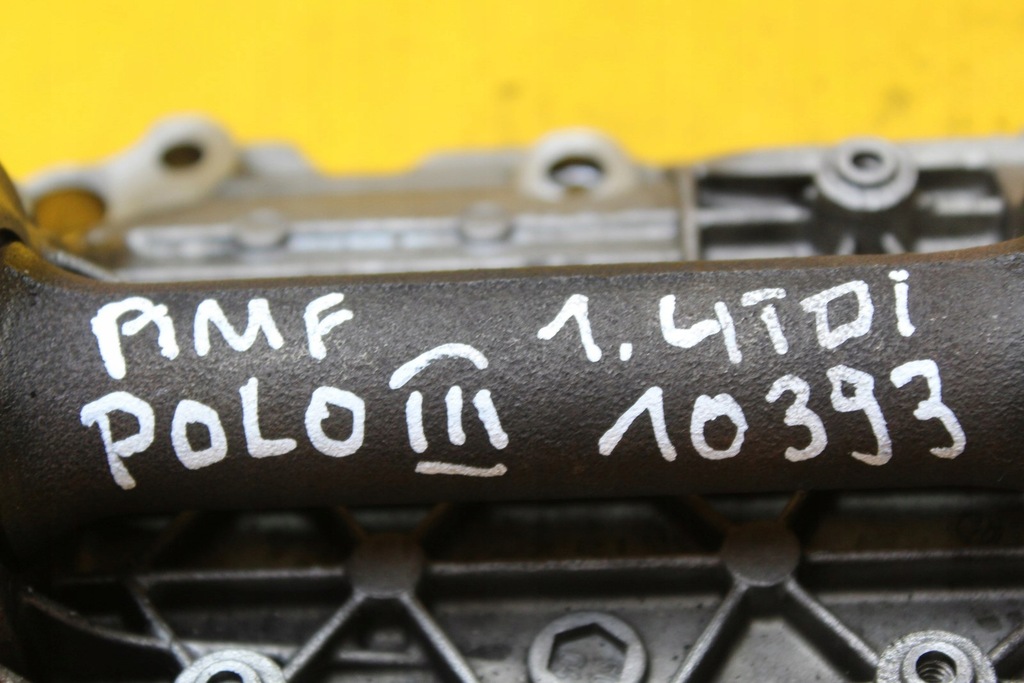 AMF 1.4TDi
POLO III 10393